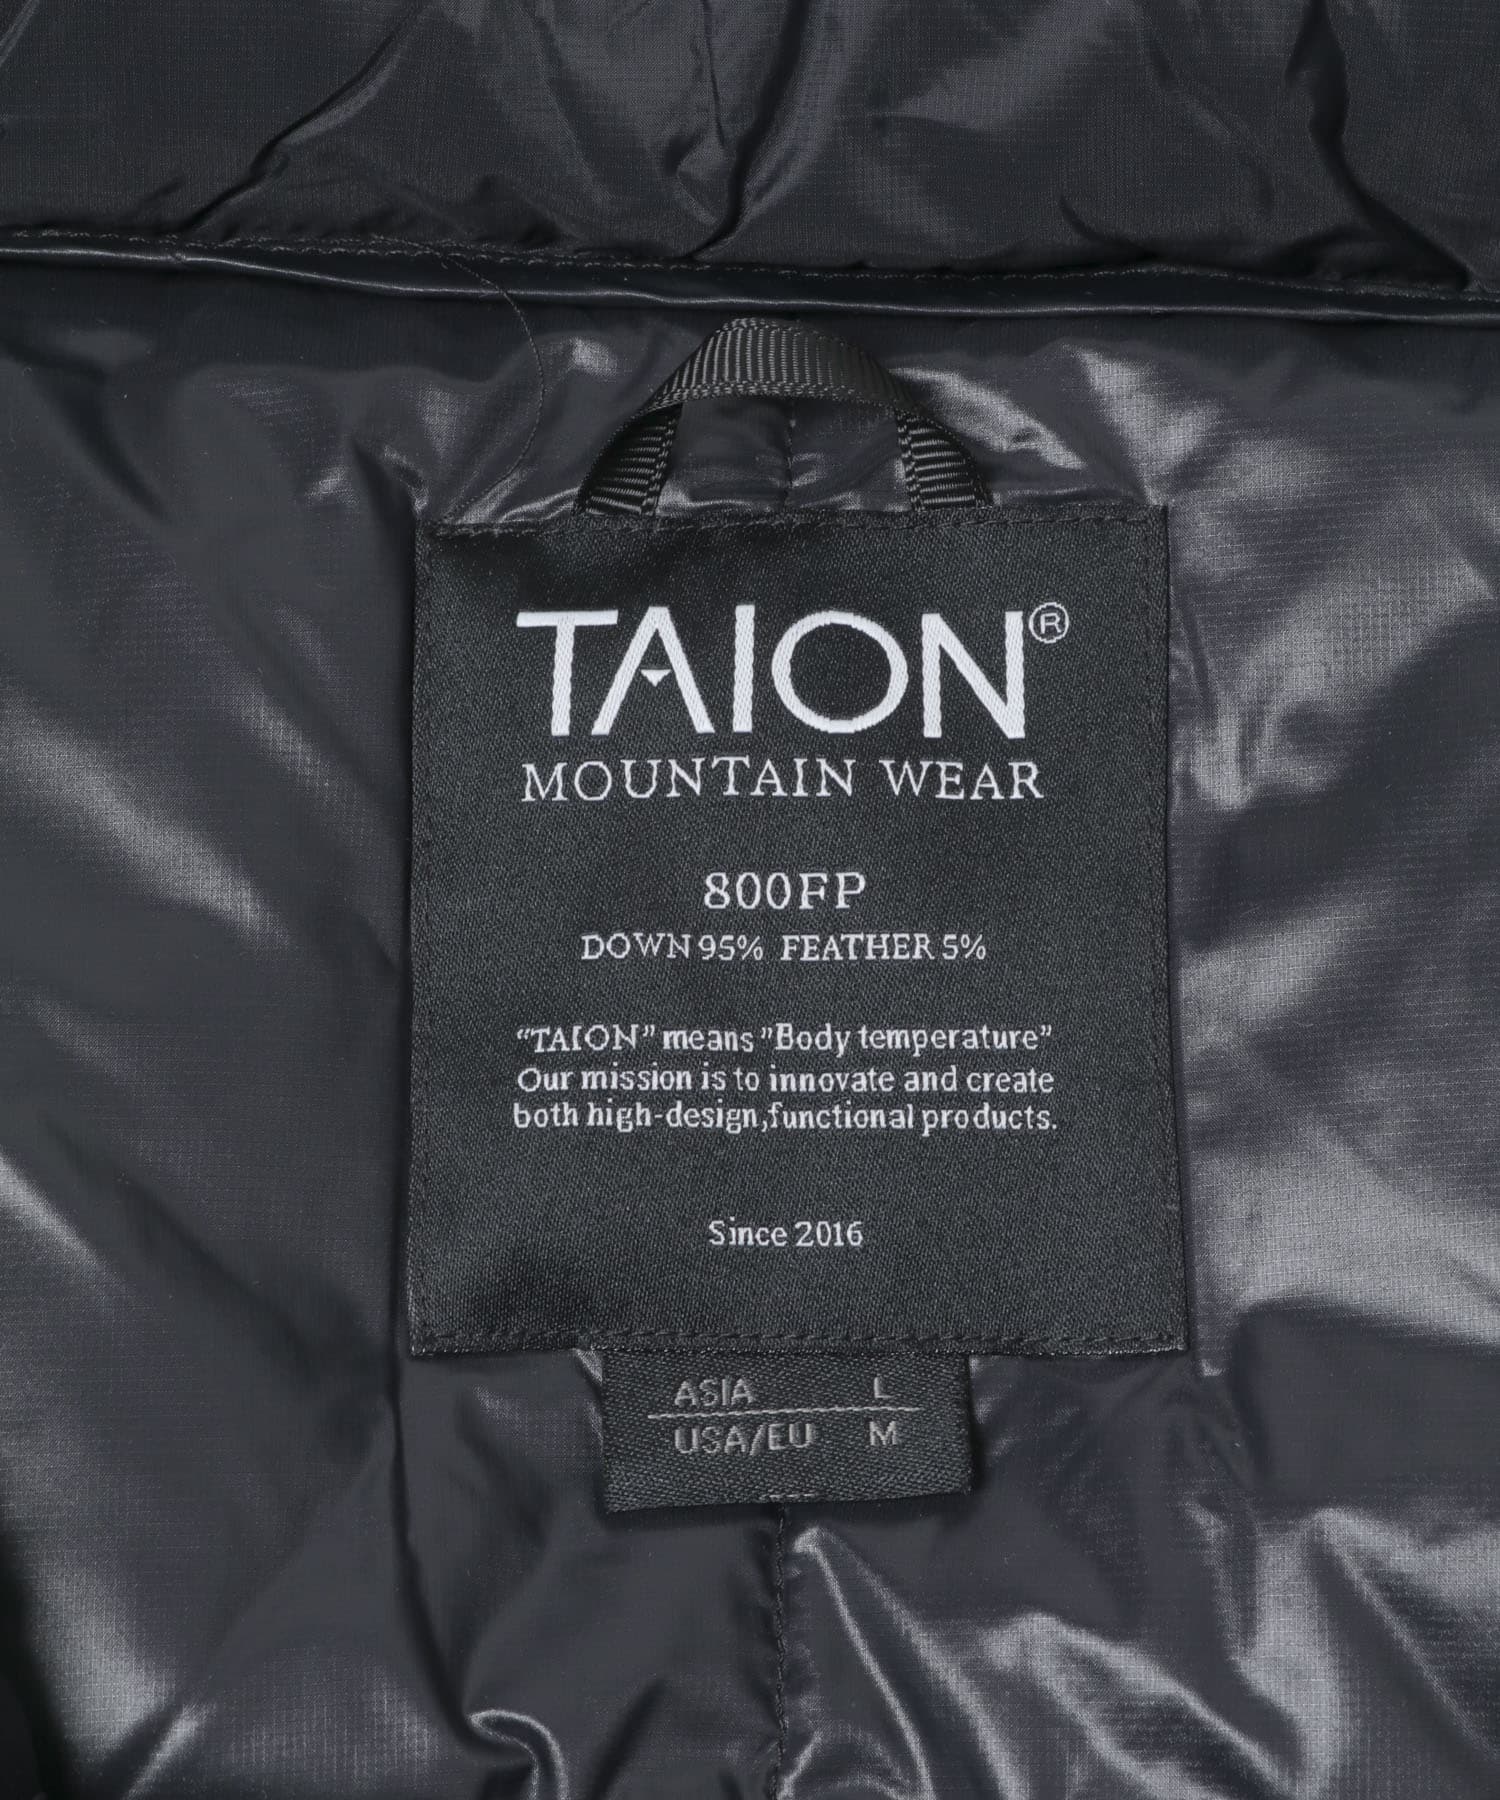 TAION®
MOUNTAIN WEAR
800FP
DOWN 95% FEATHER 5%
“TAION” means ”Body temperature”
Our mission is to innovate and create
both high-design,functional products.
Since 2016
ASIA L
USA/EU M